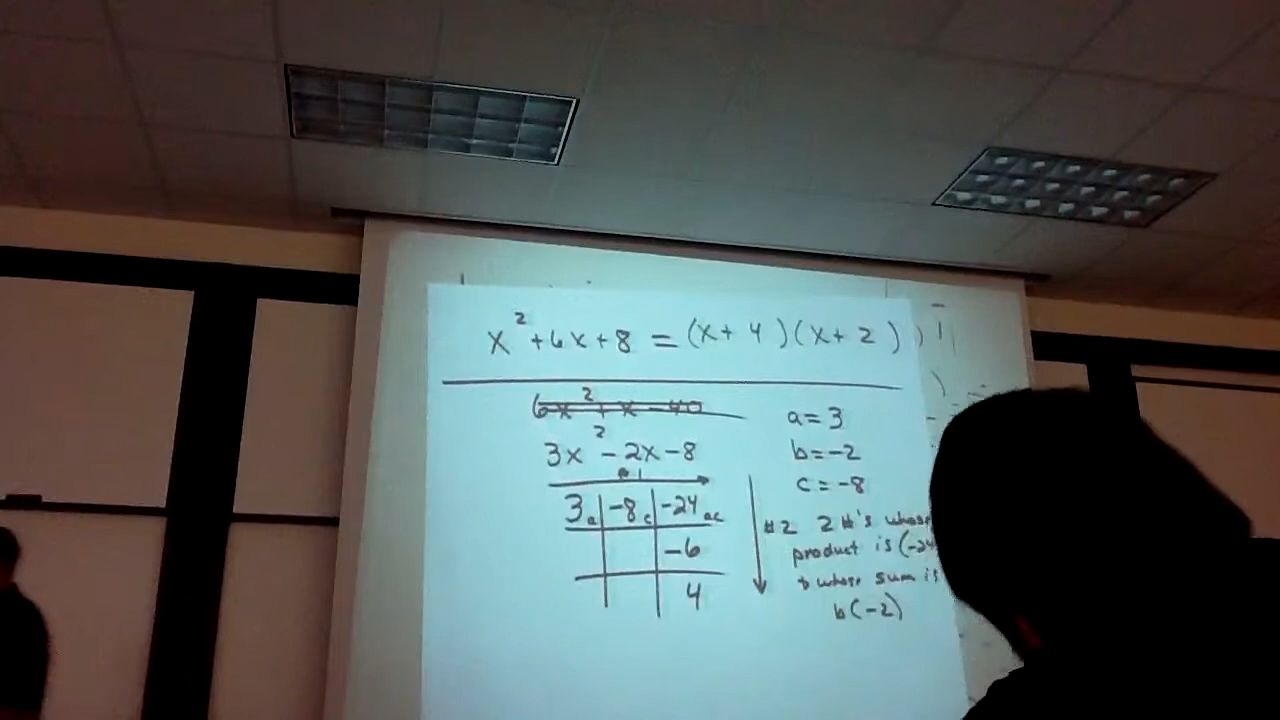 x² + 6x + 8 = (x + 4)(x + 2)
6x² + x - 40
3x² - 2x - 8
a = 3
b = -2
c = -8
#1
3a | -8c | -24ac
-6
4
#2 2 #'s whose
product is (-24
& whose sum is
b(-2)